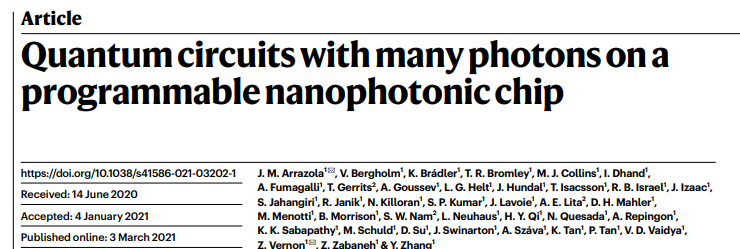 Article
Quantum circuits with many photons on a
programmable nanophotonic chip
https://doi.org/10.1038/s41586-021-03202-1
Received: 14 June 2020
Accepted: 4 January 2021
Published online: 3 March 2021
J. M. Arrazola1✉, V. Bergholm1, K. Brádler1, T. R. Bromley1, M. J. Collins1, I. Dhand1,
A. Fumagalli1, T. Gerrits2, A. Goussev1, L. G. Helt1, J. Hundal1, T. Isacsson1, R. B. Israel1, J. Izaac1,
S. Jahangiri1, R. Janik1, N. Killoran1, S. P. Kumar1, J. Lavoie1, A. E. Lita2, D. H. Mahler1,
M. Menotti1, B. Morrison1, S. W. Nam2, L. Neuhaus1, H. Y. Qi1, N. Quesada1, A. Repingon1,
K. K. Sabapathy1, M. Schuld1, D. Su1, J. Swinarton1, A. Száva1, K. Tan1, P. Tan1, V. D. Vaidya1,
Z. Vernon1✉, Z. Zabaneh1 & Y. Zhang1